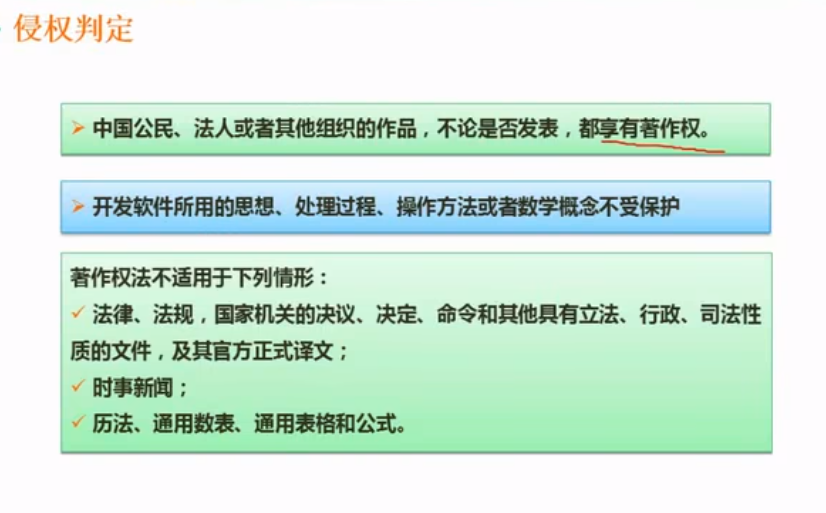 侵权判定
中国公民、法人或者其他组织的作品，不论是否发表，都享有著作权。
开发软件所用的思想、处理过程、操作方法或者数学概念不受保护
著作权法不适用于下列情形：
法律、法规，国家机关的决议、决定、命令和其他具有立法、行政、司法性
质的文件，及其官方正式译文；
时事新闻；
历法、通用数表、通用表格和公式。